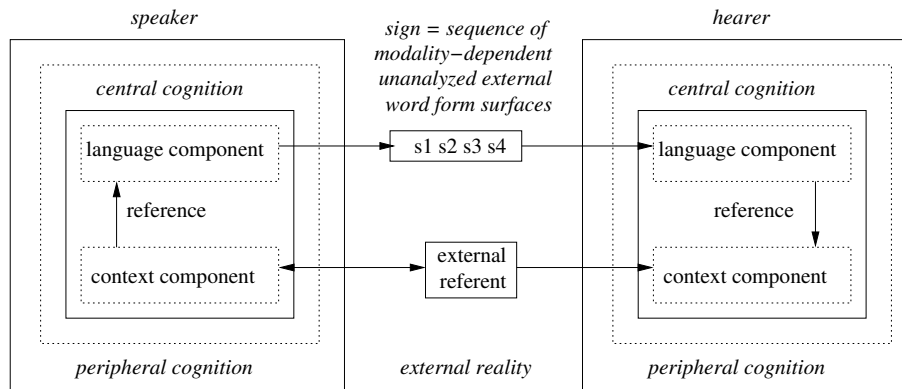 speaker
sign = sequence of
modality−dependent
unanalyzed external
word form surfaces
hearer
central cognition
language component
reference
context component
peripheral cognition
s1 s2 s3 s4
external
referent
external reality
central cognition
language component
reference
context component
peripheral cognition